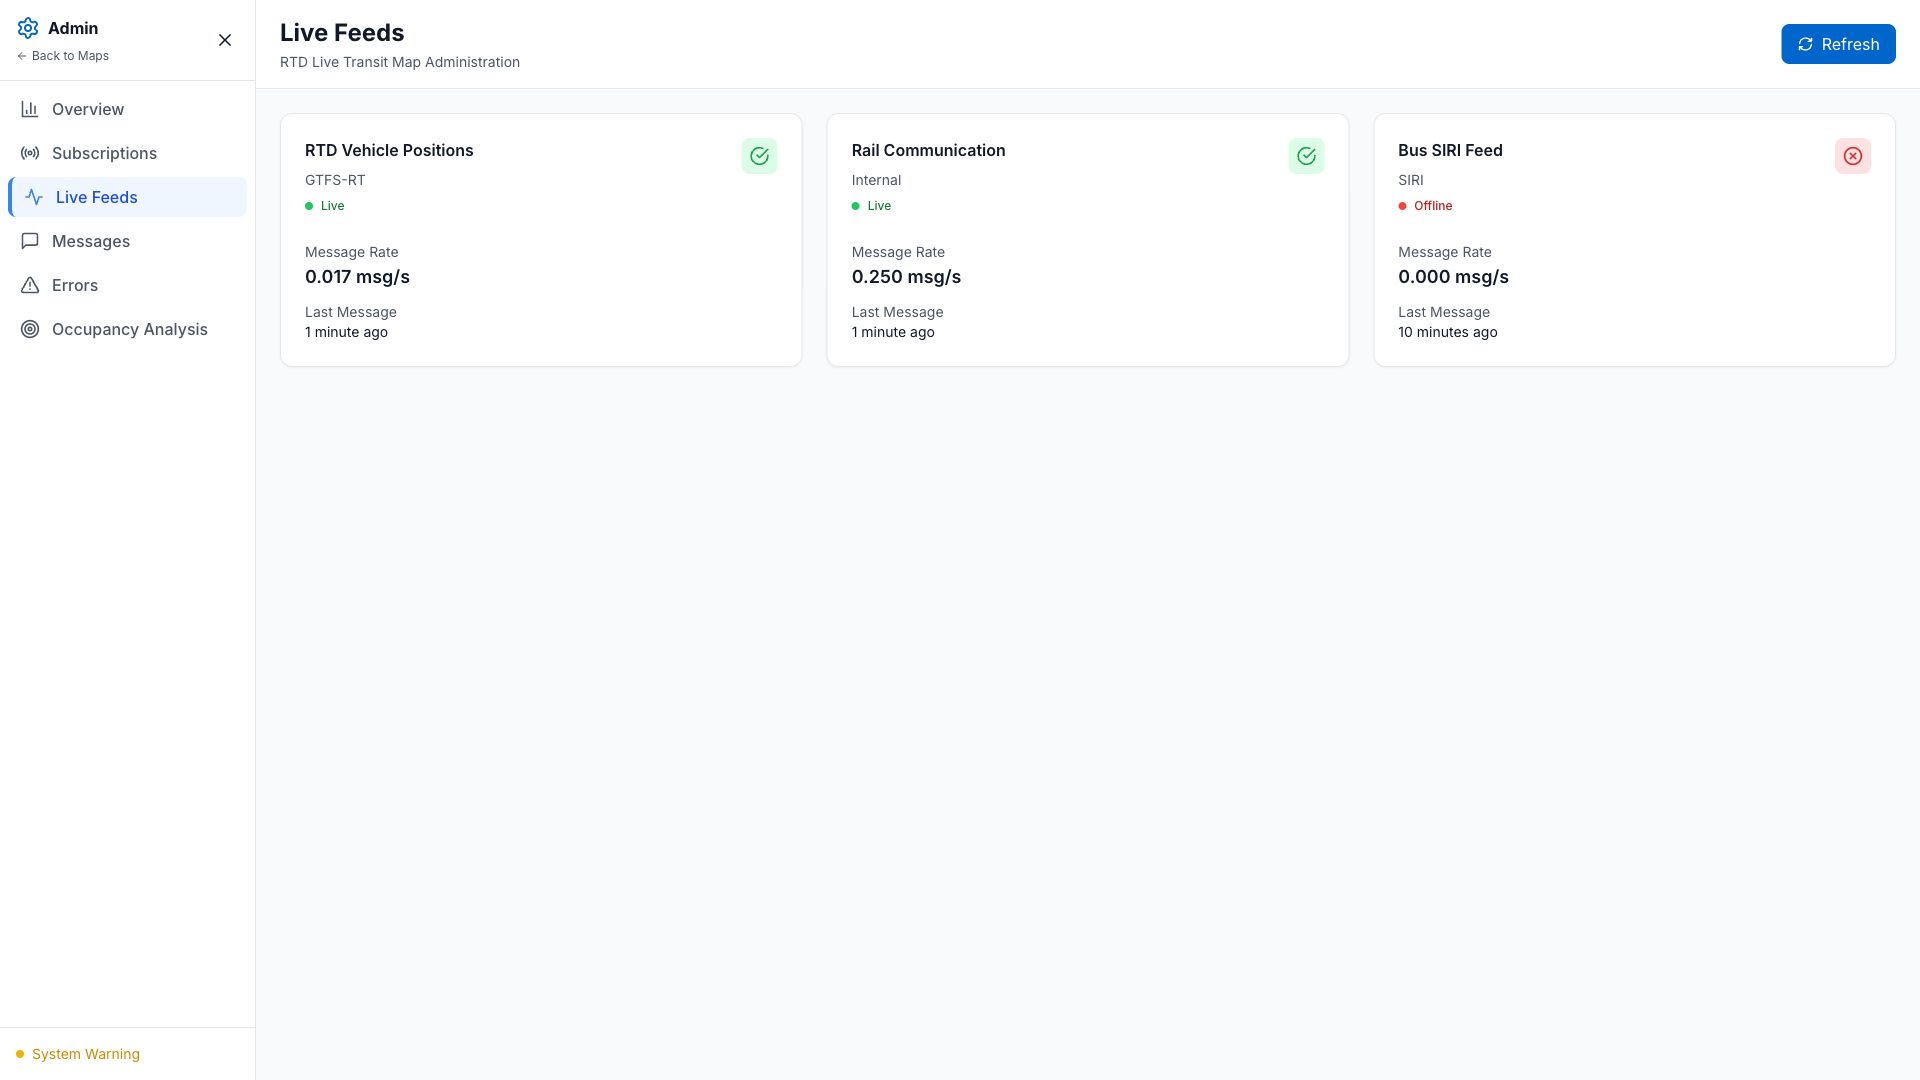 Admin
← Back to Maps
Overview
Subscriptions
Live Feeds
Messages
Errors
Occupancy Analysis
System Warning
Live Feeds
RTD Live Transit Map Administration
Refresh
RTD Vehicle Positions
GTFS-RT
Live
Message Rate
0.017 msg/s
Last Message
1 minute ago
Rail Communication
Internal
Live
Message Rate
0.250 msg/s
Last Message
1 minute ago
Bus SIRI Feed
SIRI
Offline
Message Rate
0.000 msg/s
Last Message
10 minutes ago